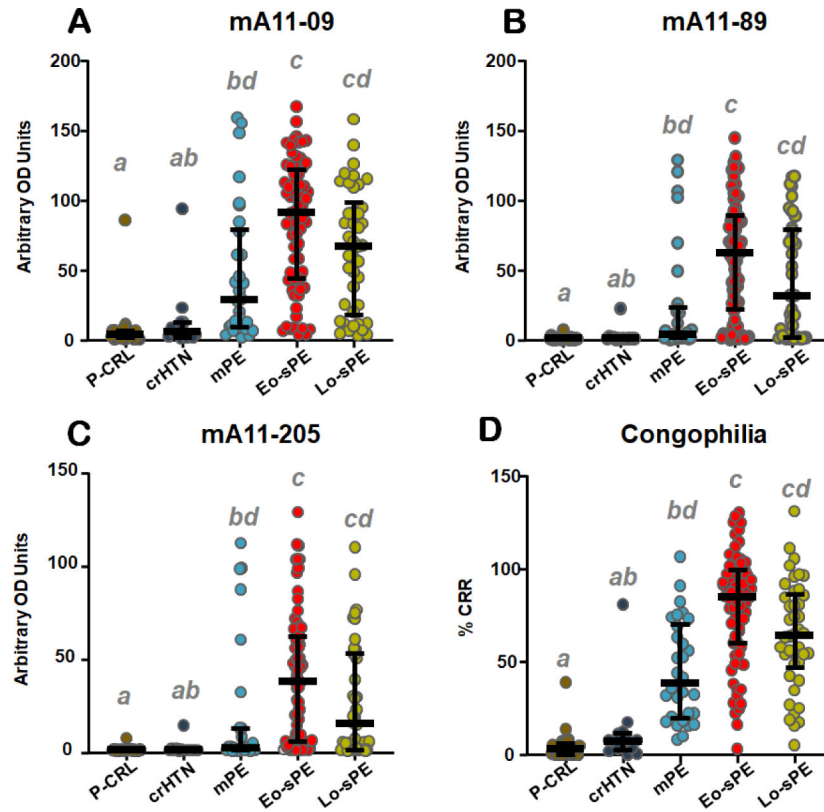 A
mA11-09
Arbitrary OD Units
200
150
100
50
0
a
ab
bd
c
cd
P-CRL
crHTN
mPE
Eo-sPE
Lo-sPE
B
mA11-89
Arbitrary OD Units
200
150
100
50
0
a
ab
bd
c
cd
P-CRL
crHTN
mPE
Eo-sPE
Lo-sPE
C
mA11-205
Arbitrary OD Units
150
100
50
0
a
ab
bd
c
cd
P-CRL
crHTN
mPE
Eo-sPE
Lo-sPE
D
Congophilia
% CRR
150
100
50
0
a
ab
bd
c
cd
P-CRL
crHTN
mPE
Eo-sPE
Lo-sPE